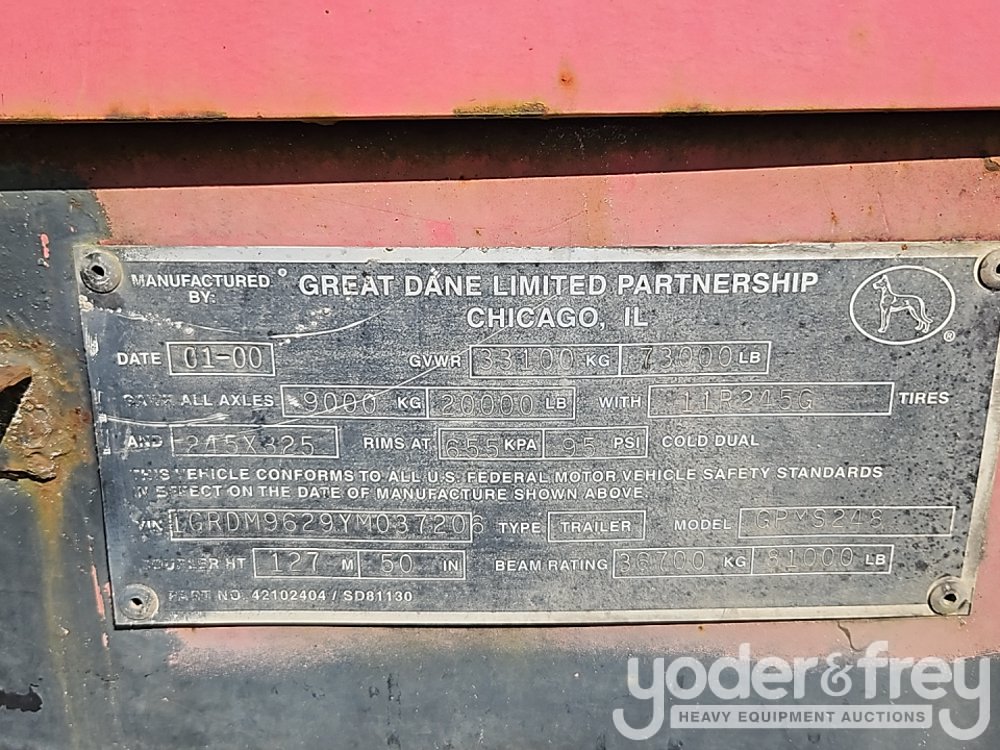 MANUFACTURED BY: GREAT DANE LIMITED PARTNERSHIP
CHICAGO, IL
®
DATE 01-00 GVWR 33100 KG 73000 LB
ALL AXLES 9000 KG 20000 LB WITH 11R245G TIRES
AND 245X825 RIMS AT 655 KPA 95 PSI COLD DUAL
THIS VEHICLE CONFORMS TO ALL U.S. FEDERAL MOTOR VEHICLE SAFETY STANDARDS
IN EFFECT ON THE DATE OF MANUFACTURE SHOWN ABOVE.
VIN 1GRDM9629YM037206 TYPE TRAILER MODEL GPMS248
COUPLER HT 127 M 50 IN BEAM RATING 36700 KG 81000 LB
PART NO. 42102404 / SD81130
yoder&frey
HEAVY EQUIPMENT AUCTIONS